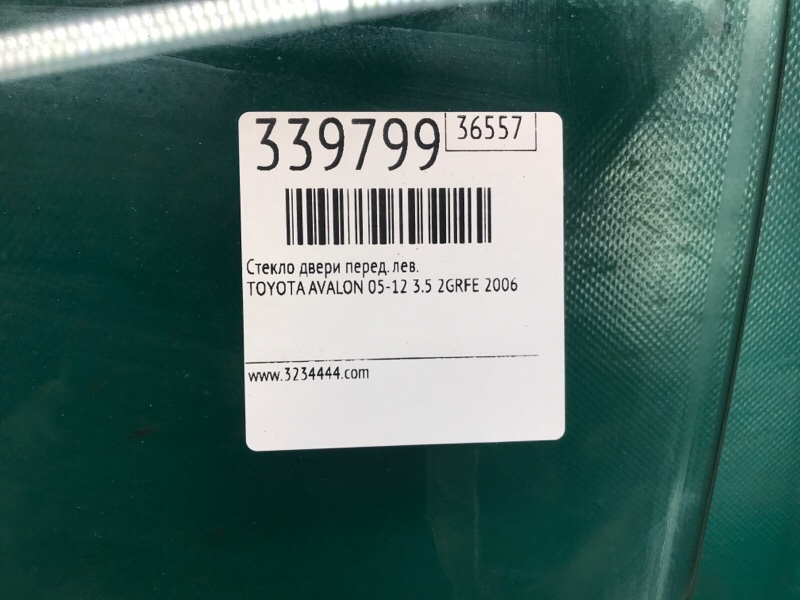 339799
36557
Стекло двери перед. лев.
TOYOTA AVALON 05-12 3.5 2GRFE 2006
www.3234444.com